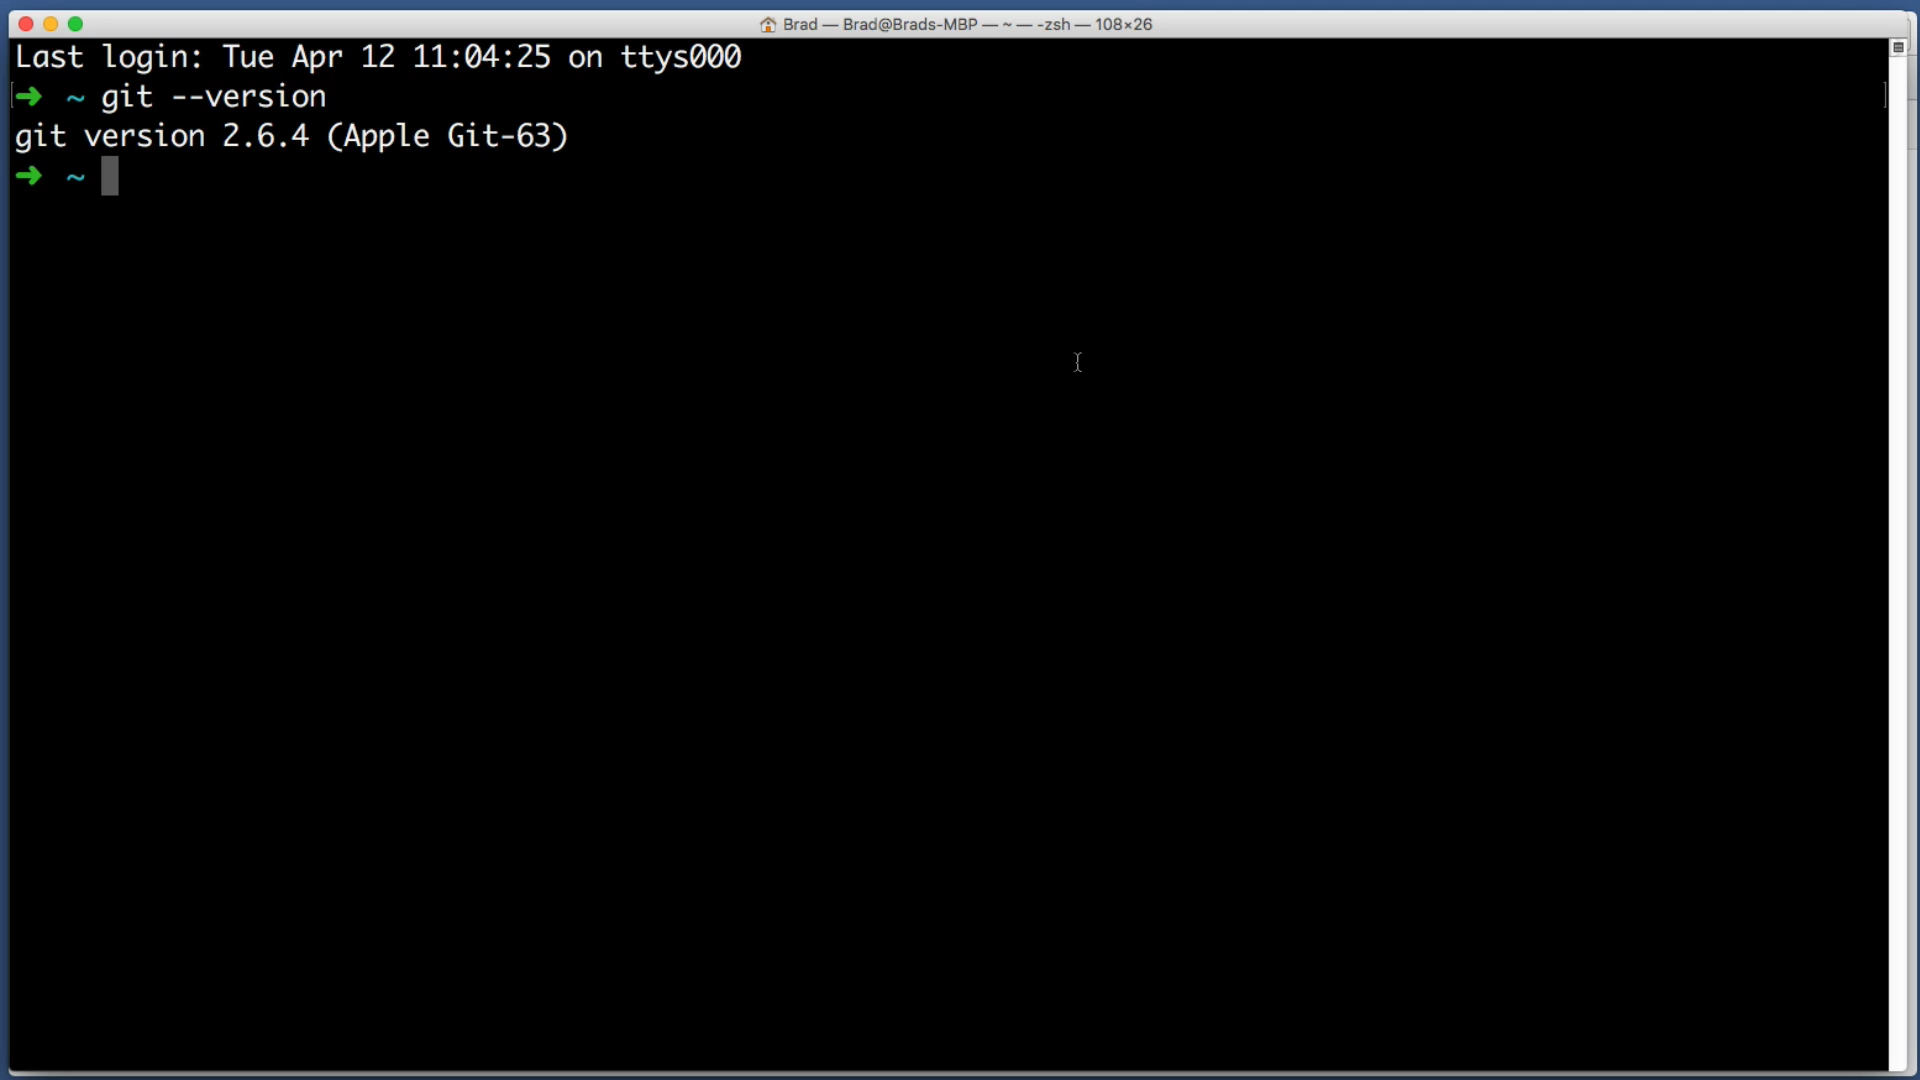 Brad — Brad@Brads-MBP — ~ — -zsh — 108×26
Last login: Tue Apr 12 11:04:25 on ttys000
➜ ~ git --version
git version 2.6.4 (Apple Git-63)
➜ ~